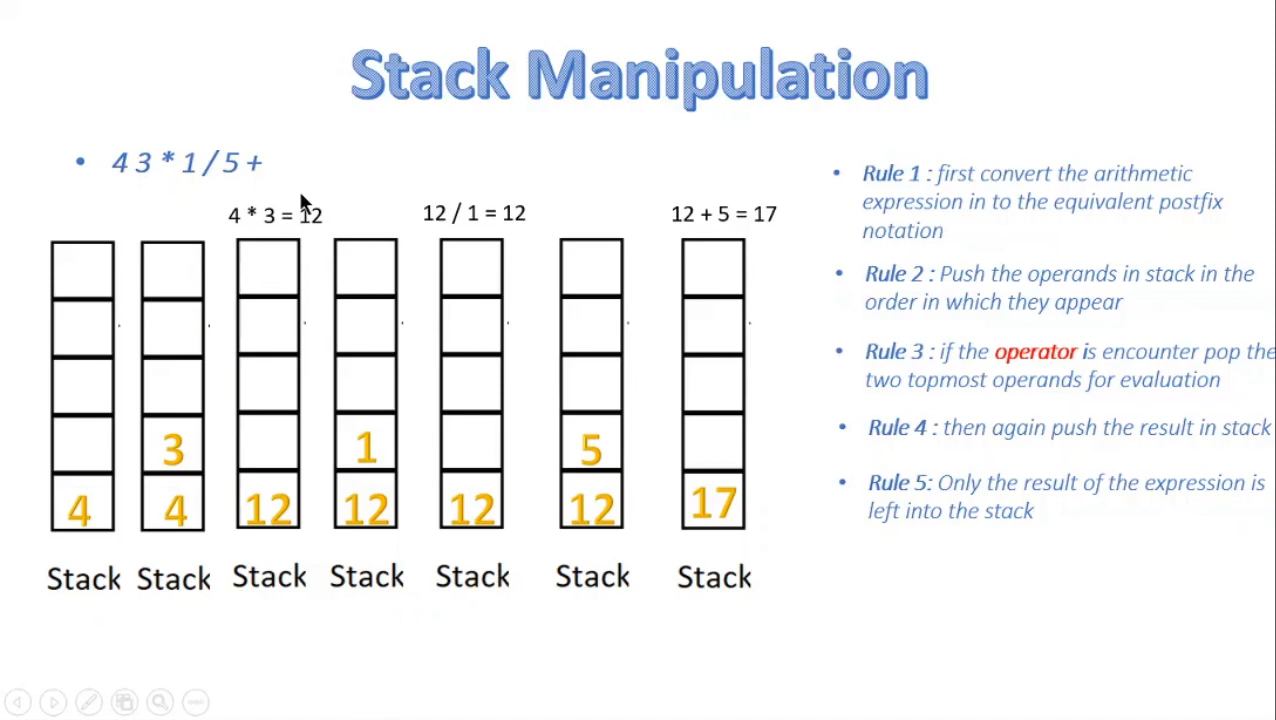 Stack Manipulation
• 4 3 * 1 / 5 +
4 * 3 = 12
12 / 1 = 12
12 + 5 = 17
3
1
5
4
4
12
12
12
12
17
Stack
Stack
Stack
Stack
Stack
Stack
Stack
• Rule 1 : first convert the arithmetic
expression in to the equivalent postfix
notation
• Rule 2 : Push the operands in stack in the
order in which they appear
• Rule 3 : if the operator is encounter pop the
two topmost operands for evaluation
• Rule 4 : then again push the result in stack
• Rule 5: Only the result of the expression is
left into the stack